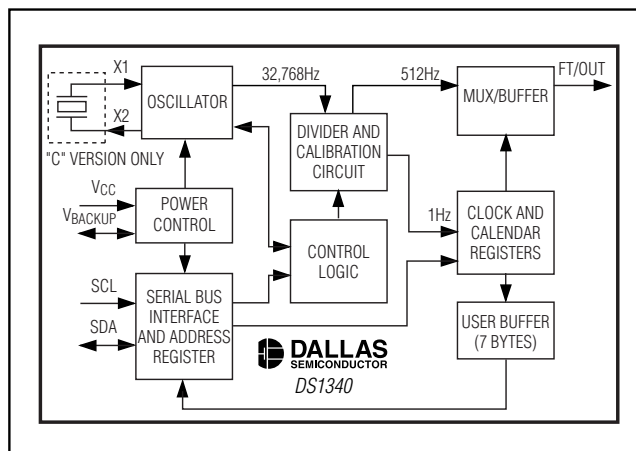 X1
X2
"C" VERSION ONLY
OSCILLATOR
32,768Hz
512Hz
MUX/BUFFER
FT/OUT
DIVIDER AND
CALIBRATION
CIRCUIT
VCC
VBACKUP
POWER
CONTROL
1Hz
CLOCK AND
CALENDAR
REGISTERS
CONTROL
LOGIC
SCL
SDA
SERIAL BUS
INTERFACE
AND ADDRESS
REGISTER
USER BUFFER
(7 BYTES)
DALLAS
SEMICONDUCTOR
DS1340